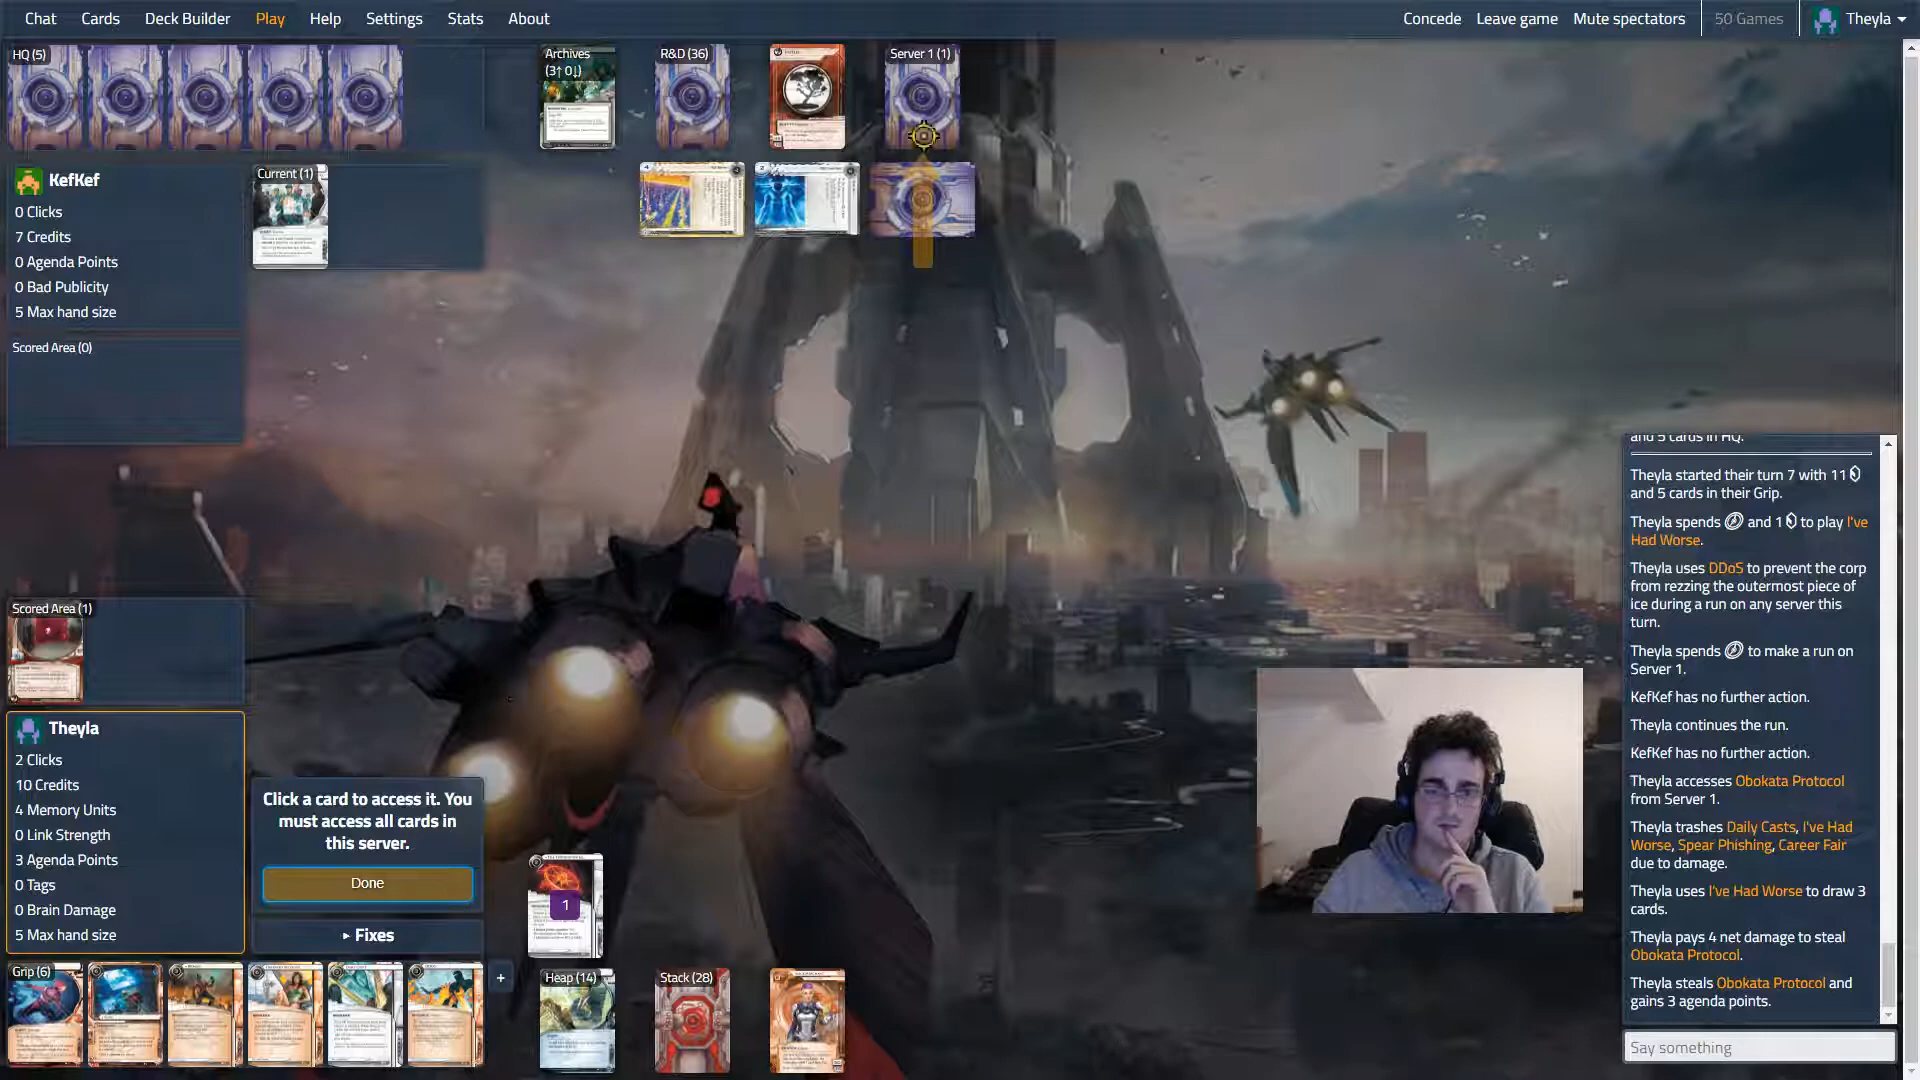 Chat Cards Deck Builder Play Help Settings Stats About
Concede Leave game Mute spectators 50 Games Theyla
HQ (5)
Archives
(3↑ 0↓)
R&D (36)
Server 1 (1)
KefKef
0 Clicks
7 Credits
0 Agenda Points
0 Bad Publicity
5 Max hand size
Current (1)
Scored Area (0)
Scored Area (1)
Theyla
2 Clicks
10 Credits
4 Memory Units
0 Link Strength
3 Agenda Points
0 Tags
0 Brain Damage
5 Max hand size
Click a card to access it. You
must access all cards in
this server.
Done
Fixes
1
Grip (6)
+
Heap (14)
Stack (28)
and 5 cards in HQ.
Theyla started their turn 7 with 11
and 5 cards in their Grip.
Theyla spends and 1 to play I've
Had Worse.
Theyla uses DDoS to prevent the corp
from rezzing the outermost piece of
ice during a run on any server this
turn.
Theyla spends to make a run on
Server 1.
KefKef has no further action.
Theyla continues the run.
KefKef has no further action.
Theyla accesses Obokata Protocol
from Server 1.
Theyla trashes Daily Casts, I've Had
Worse, Spear Phishing, Career Fair
due to damage.
Theyla uses I've Had Worse to draw 3
cards.
Theyla pays 4 net damage to steal
Obokata Protocol.
Theyla steals Obokata Protocol and
gains 3 agenda points.
Say something